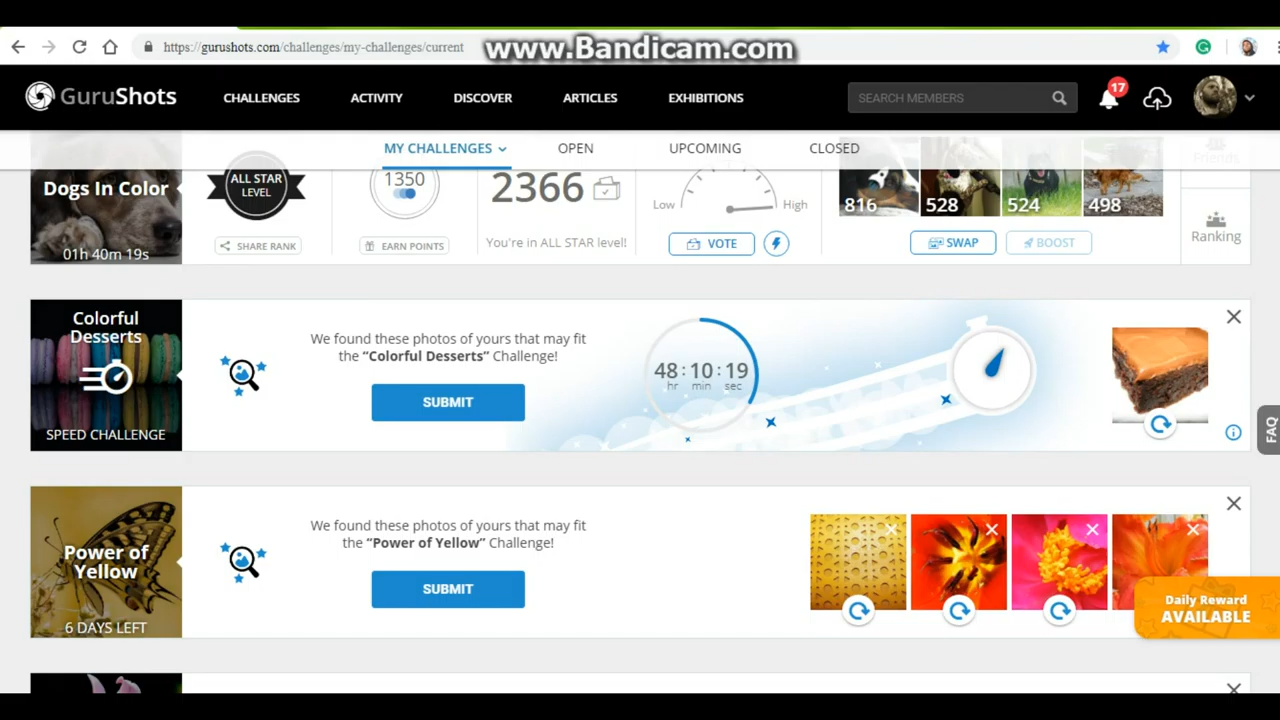 https://gurushots.com/challenges/my-challenges/current
www.Bandicam.com
GuruShots
CHALLENGES
ACTIVITY
DISCOVER
ARTICLES
EXHIBITIONS
SEARCH MEMBERS
17
MY CHALLENGES
OPEN
UPCOMING
CLOSED
Dogs In Color
01h 40m 19s
ALL STAR
LEVEL
SHARE RANK
1350
EARN POINTS
2366
You're in ALL STAR level!
Low
High
VOTE
816
528
524
498
SWAP
BOOST
Friends
Ranking
Colorful
Desserts
SPEED CHALLENGE
We found these photos of yours that may fit
the "Colorful Desserts" Challenge!
SUBMIT
48 : 10 : 19
hr min sec
FAQ
Power of
Yellow
6 DAYS LEFT
We found these photos of yours that may fit
the "Power of Yellow" Challenge!
SUBMIT
Daily Reward
AVAILABLE